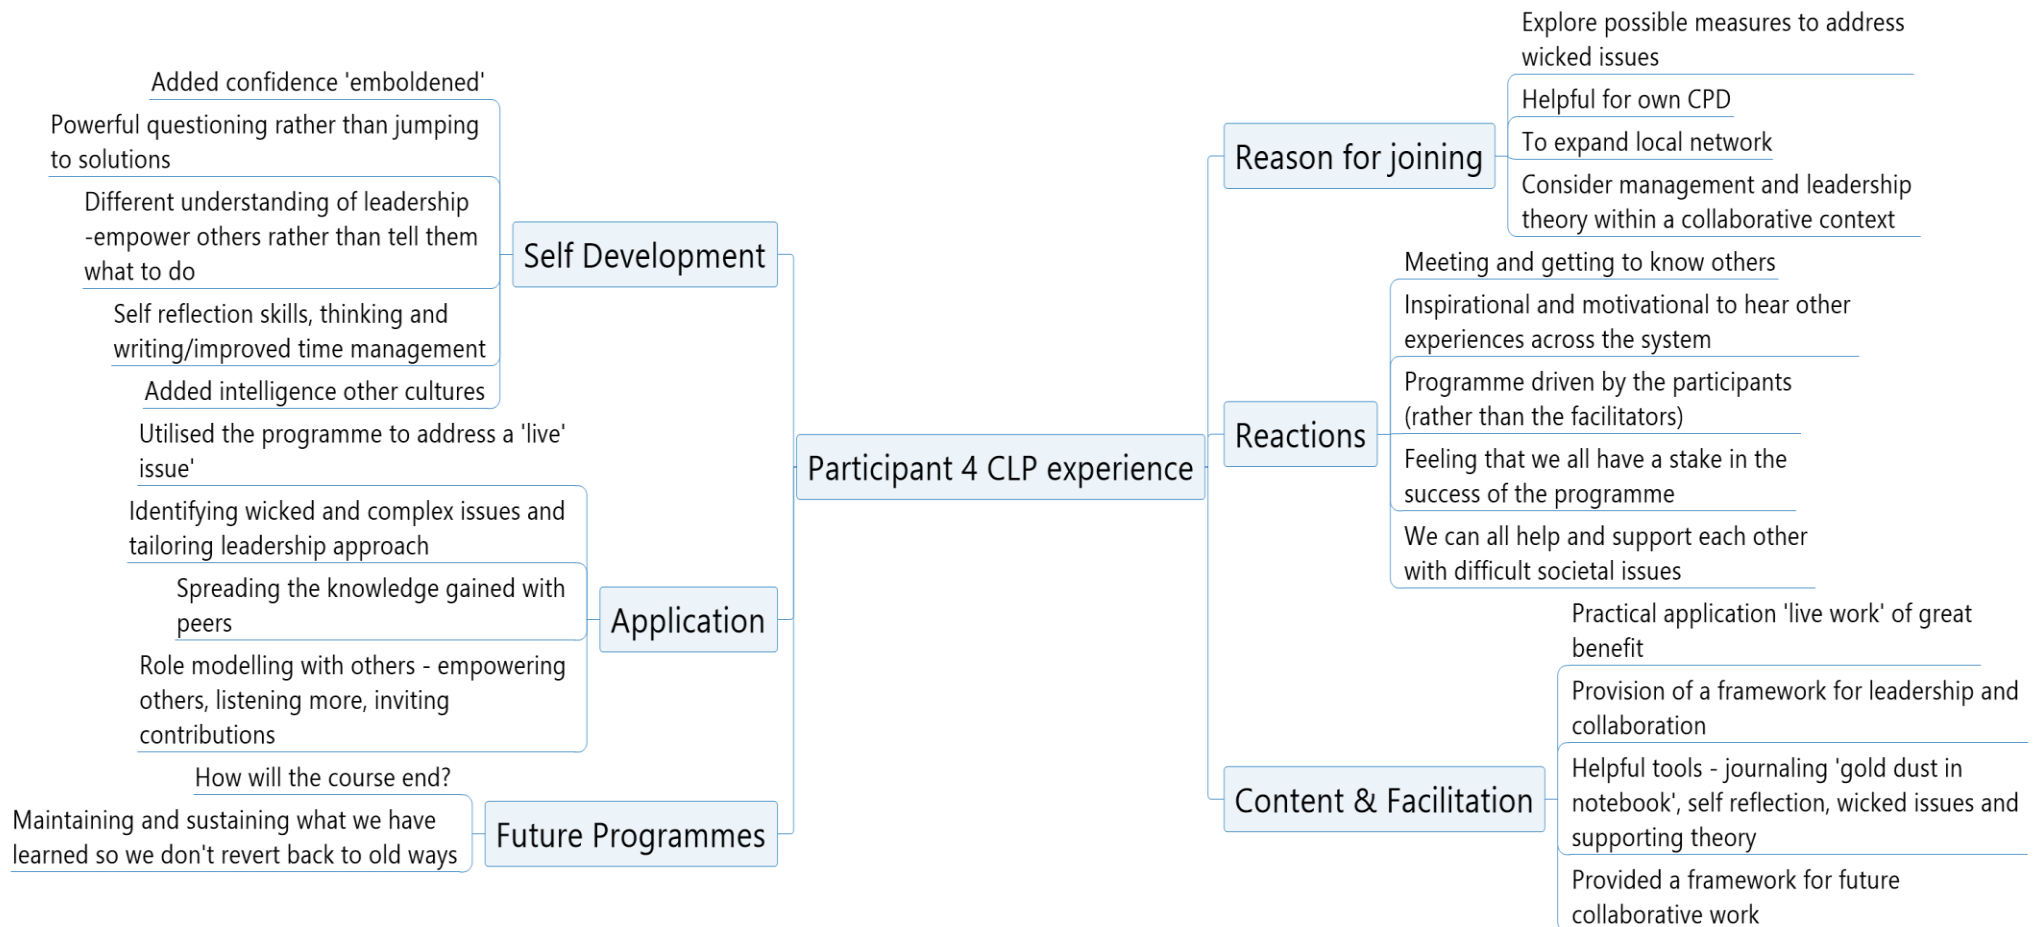 Participant 4 CLP experience
Reason for joining
Explore possible measures to address
wicked issues
Helpful for own CPD
To expand local network
Consider management and leadership
theory within a collaborative context
Reactions
Meeting and getting to know others
Inspirational and motivational to hear other
experiences across the system
Programme driven by the participants
(rather than the facilitators)
Feeling that we all have a stake in the
success of the programme
We can all help and support each other
with difficult societal issues
Content & Facilitation
Practical application 'live work' of great
benefit
Provision of a framework for leadership and
collaboration
Helpful tools - journaling 'gold dust in
notebook', self reflection, wicked issues and
supporting theory
Provided a framework for future
collaborative work
Self Development
Added confidence 'emboldened'
Powerful questioning rather than jumping
to solutions
Different understanding of leadership
-empower others rather than tell them
what to do
Self reflection skills, thinking and
writing/improved time management
Added intelligence other cultures
Application
Utilised the programme to address a 'live'
issue'
Identifying wicked and complex issues and
tailoring leadership approach
Spreading the knowledge gained with
peers
Role modelling with others - empowering
others, listening more, inviting
contributions
Future Programmes
How will the course end?
Maintaining and sustaining what we have
learned so we don't revert back to old ways